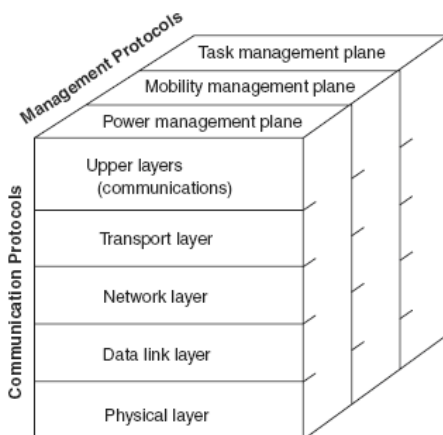 Management Protocols
Task management plane
Mobility management plane
Power management plane
Communication Protocols
Upper layers
(communications)
Transport layer
Network layer
Data link layer
Physical layer